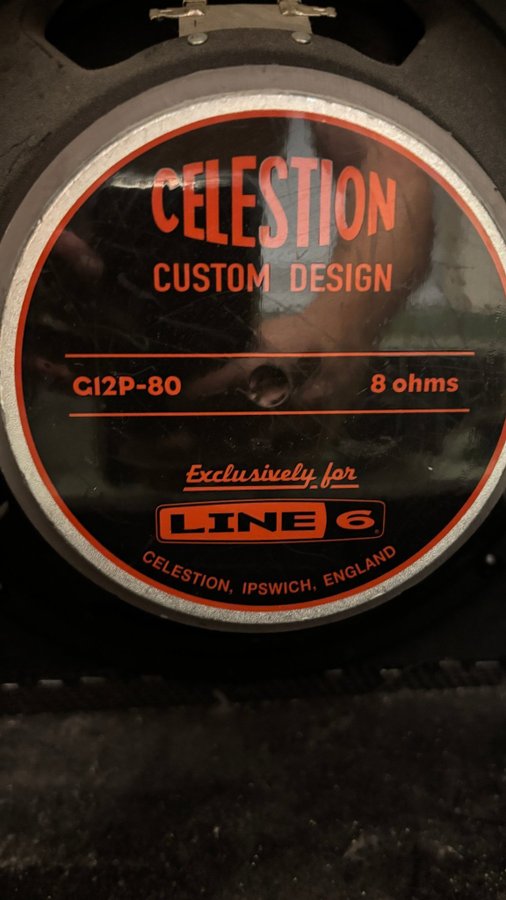 CELESTION
CUSTOM DESIGN
G12P-80 8 ohms
Exclusively for
LINE 6
CELESTION, IPSWICH, ENGLAND